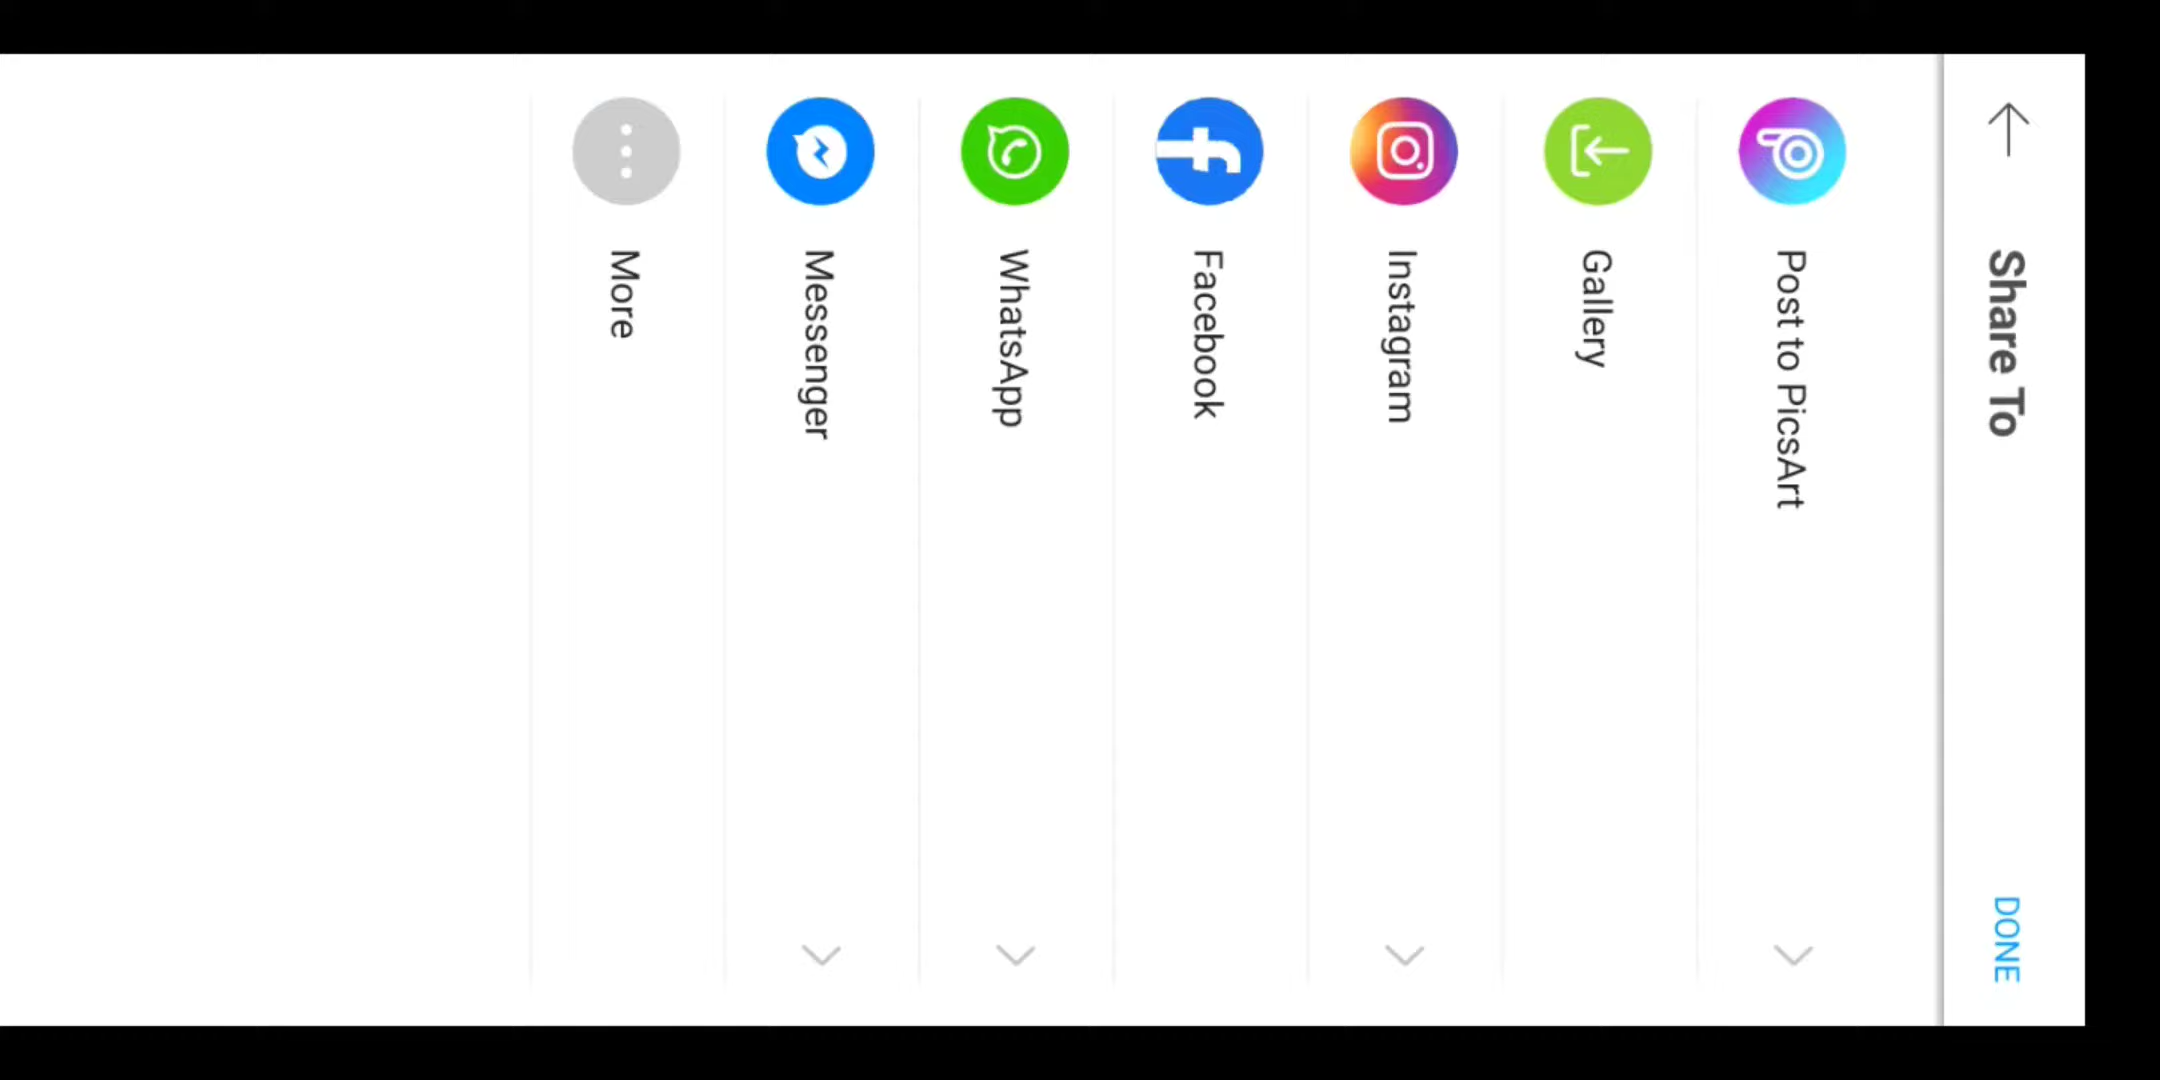 Share To
DONE
Post to PicsArt
Gallery
Instagram
Facebook
WhatsApp
Messenger
More